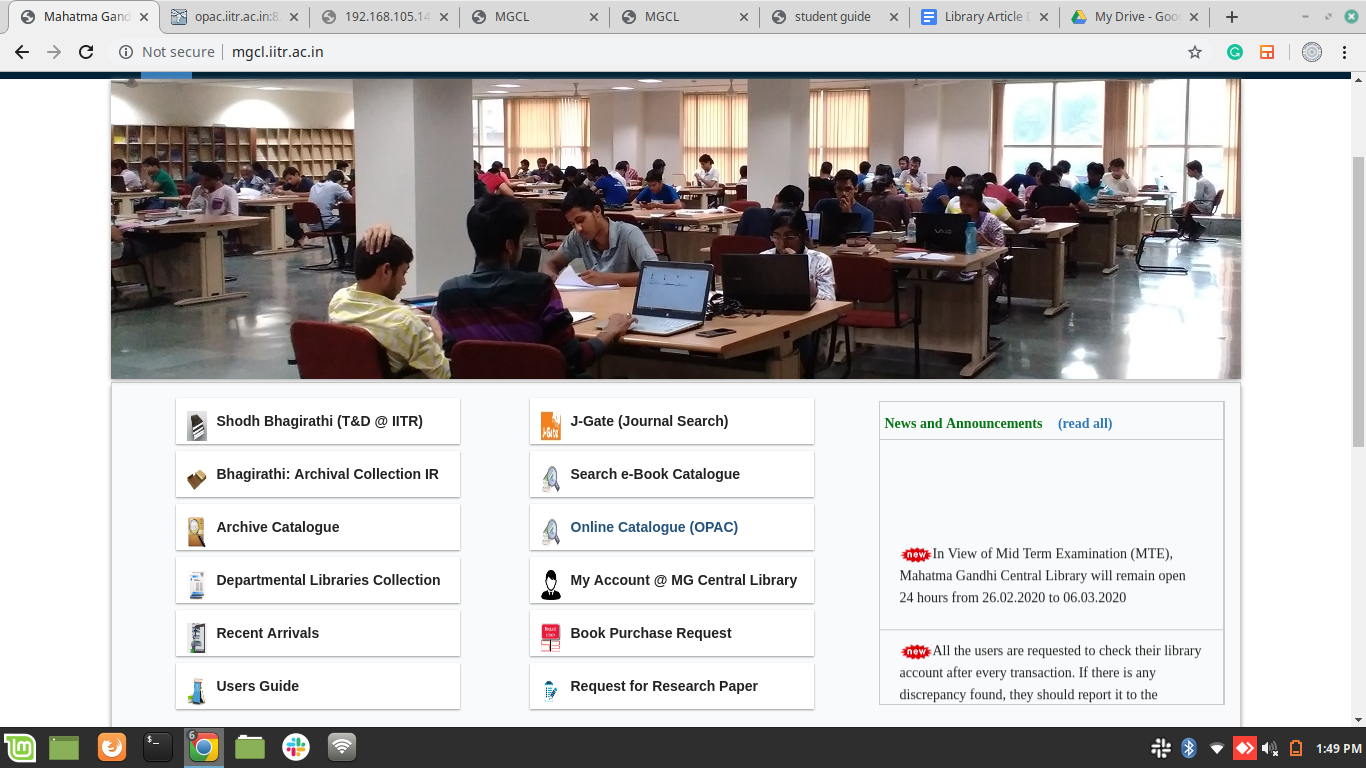 Mahatma Gand
opac.iitr.ac.in:8
192.168.105.14
MGCL
MGCL
student guide
Library Article D
My Drive - Goo
Not secure
mgcl.iitr.ac.in
VAIO
Shodh Bhagirathi (T&D @ IITR)
Bhagirathi: Archival Collection IR
Archive Catalogue
Departmental Libraries Collection
Recent Arrivals
Users Guide
J-Gate
J-Gate (Journal Search)
Search e-Book Catalogue
Online Catalogue (OPAC)
My Account @ MG Central Library
Book Purchase Request
Request for Research Paper
News and Announcements (read all)
new In View of Mid Term Examination (MTE),
Mahatma Gandhi Central Library will remain open
24 hours from 26.02.2020 to 06.03.2020
new All the users are requested to check their library
account after every transaction. If there is any
discrepancy found, they should report it to the
6
1:49 PM